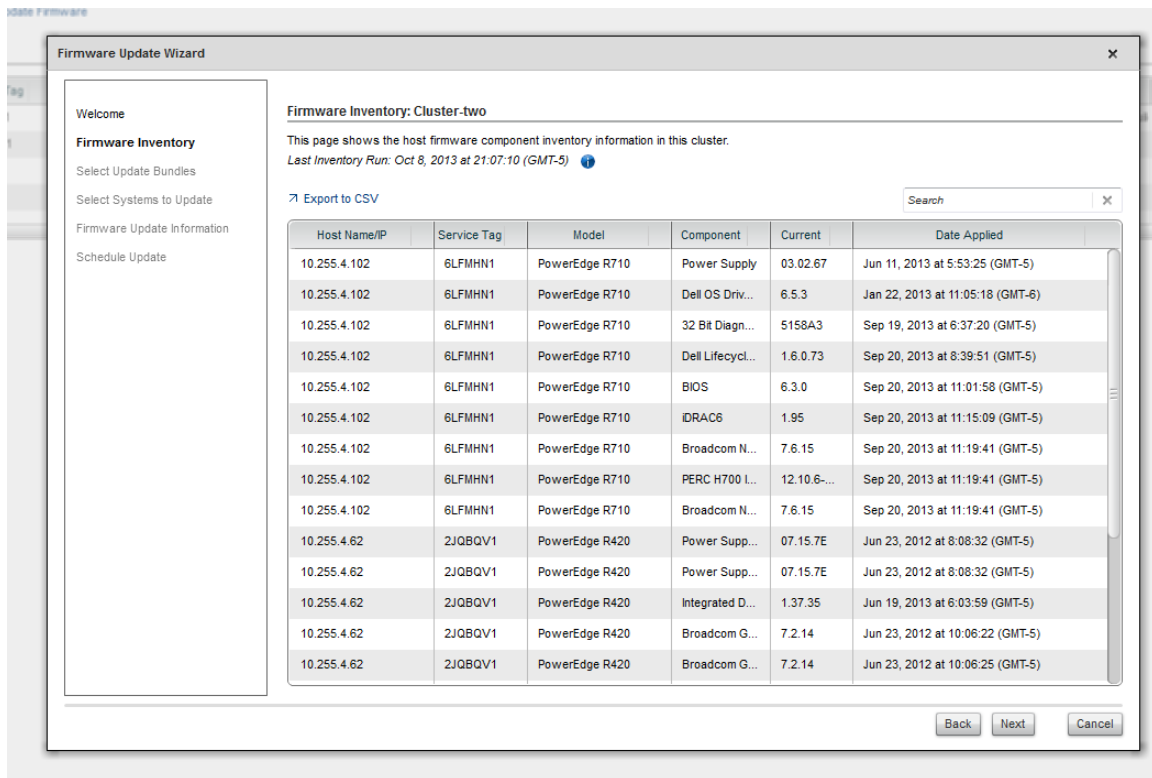 Update Firmware
Firmware Update Wizard
Tag
Welcome
Firmware Inventory
Select Update Bundles
Select Systems to Update
Firmware Update Information
Schedule Update
Firmware Inventory: Cluster-two
This page shows the host firmware component inventory information in this cluster.
Last Inventory Run: Oct 8, 2013 at 21:07:10 (GMT-5)
Export to CSV
Search
Host Name/IP Service Tag Model Component Current Date Applied
10.255.4.102 6LFMHN1 PowerEdge R710 Power Supply 03.02.67 Jun 11, 2013 at 5:53:25 (GMT-5)
10.255.4.102 6LFMHN1 PowerEdge R710 Dell OS Driv... 6.5.3 Jan 22, 2013 at 11:05:18 (GMT-6)
10.255.4.102 6LFMHN1 PowerEdge R710 32 Bit Diagn... 5158A3 Sep 19, 2013 at 6:37:20 (GMT-5)
10.255.4.102 6LFMHN1 PowerEdge R710 Dell Lifecycl... 1.6.0.73 Sep 20, 2013 at 8:39:51 (GMT-5)
10.255.4.102 6LFMHN1 PowerEdge R710 BIOS 6.3.0 Sep 20, 2013 at 11:01:58 (GMT-5)
10.255.4.102 6LFMHN1 PowerEdge R710 iDRAC6 1.95 Sep 20, 2013 at 11:15:09 (GMT-5)
10.255.4.102 6LFMHN1 PowerEdge R710 Broadcom N... 7.6.15 Sep 20, 2013 at 11:19:41 (GMT-5)
10.255.4.102 6LFMHN1 PowerEdge R710 PERC H700 I... 12.10.6-... Sep 20, 2013 at 11:19:41 (GMT-5)
10.255.4.102 6LFMHN1 PowerEdge R710 Broadcom N... 7.6.15 Sep 20, 2013 at 11:19:41 (GMT-5)
10.255.4.62 2JQBQV1 PowerEdge R420 Power Supp... 07.15.7E Jun 23, 2012 at 8:08:32 (GMT-5)
10.255.4.62 2JQBQV1 PowerEdge R420 Power Supp... 07.15.7E Jun 23, 2012 at 8:08:32 (GMT-5)
10.255.4.62 2JQBQV1 PowerEdge R420 Integrated D... 1.37.35 Jun 19, 2013 at 6:03:59 (GMT-5)
10.255.4.62 2JQBQV1 PowerEdge R420 Broadcom G... 7.2.14 Jun 23, 2012 at 10:06:22 (GMT-5)
10.255.4.62 2JQBQV1 PowerEdge R420 Broadcom G... 7.2.14 Jun 23, 2012 at 10:06:25 (GMT-5)
Back Next Cancel